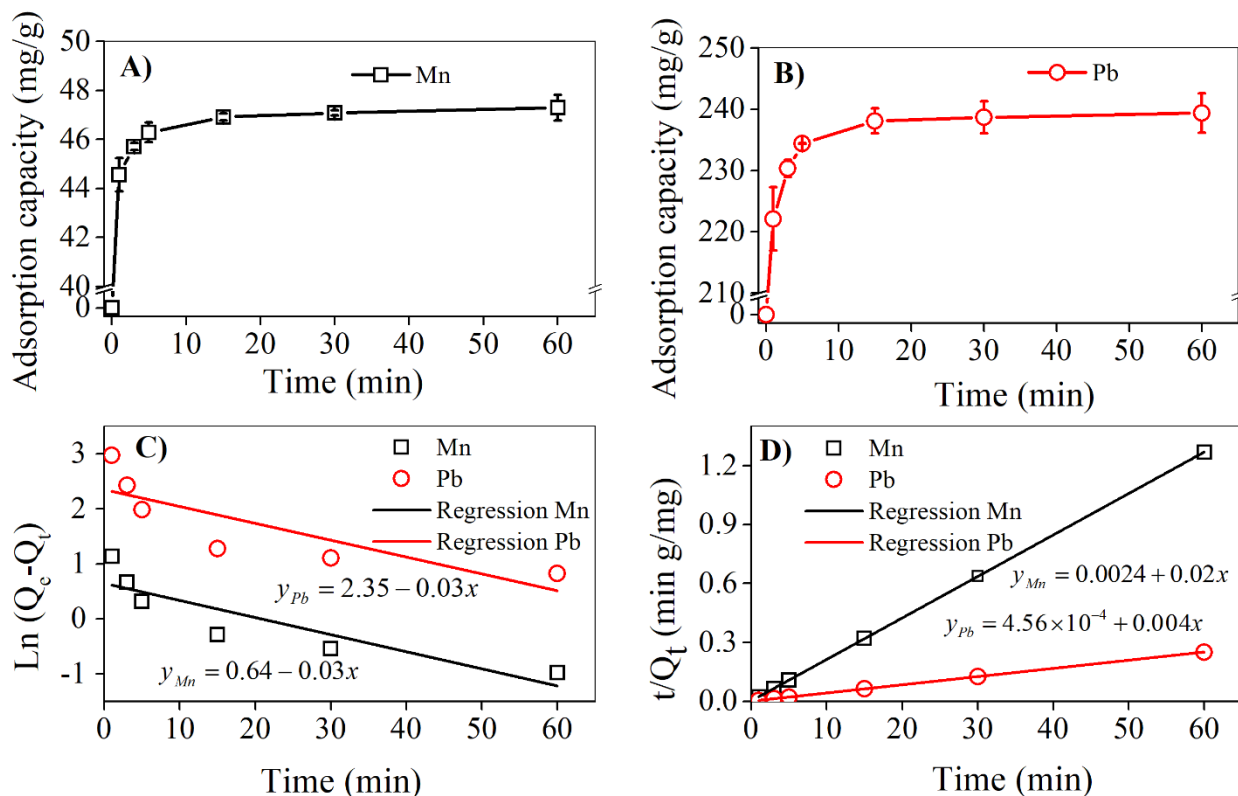 A)
Mn
Adsorption capacity (mg/g)
50
48
46
44
42
40
0
0 10 20 30 40 50 60
Time (min)
B)
Pb
Adsorption capacity (mg/g)
250
240
230
220
210
0
0 10 20 30 40 50 60
Time (min)
C)
Mn
Pb
Regression Mn
Regression Pb
Ln (Qe-Qt)
3
2
1
0
-1
y_Pb = 2.35 − 0.03x
y_Mn = 0.64 − 0.03x
0 10 20 30 40 50 60
Time (min)
D)
Mn
Pb
Regression Mn
Regression Pb
t/Qt (min g/mg)
1.2
0.9
0.6
0.3
0.0
y_Mn = 0.0024 + 0.02x
y_Pb = 4.56×10⁻⁴ + 0.004x
0 10 20 30 40 50 60
Time (min)